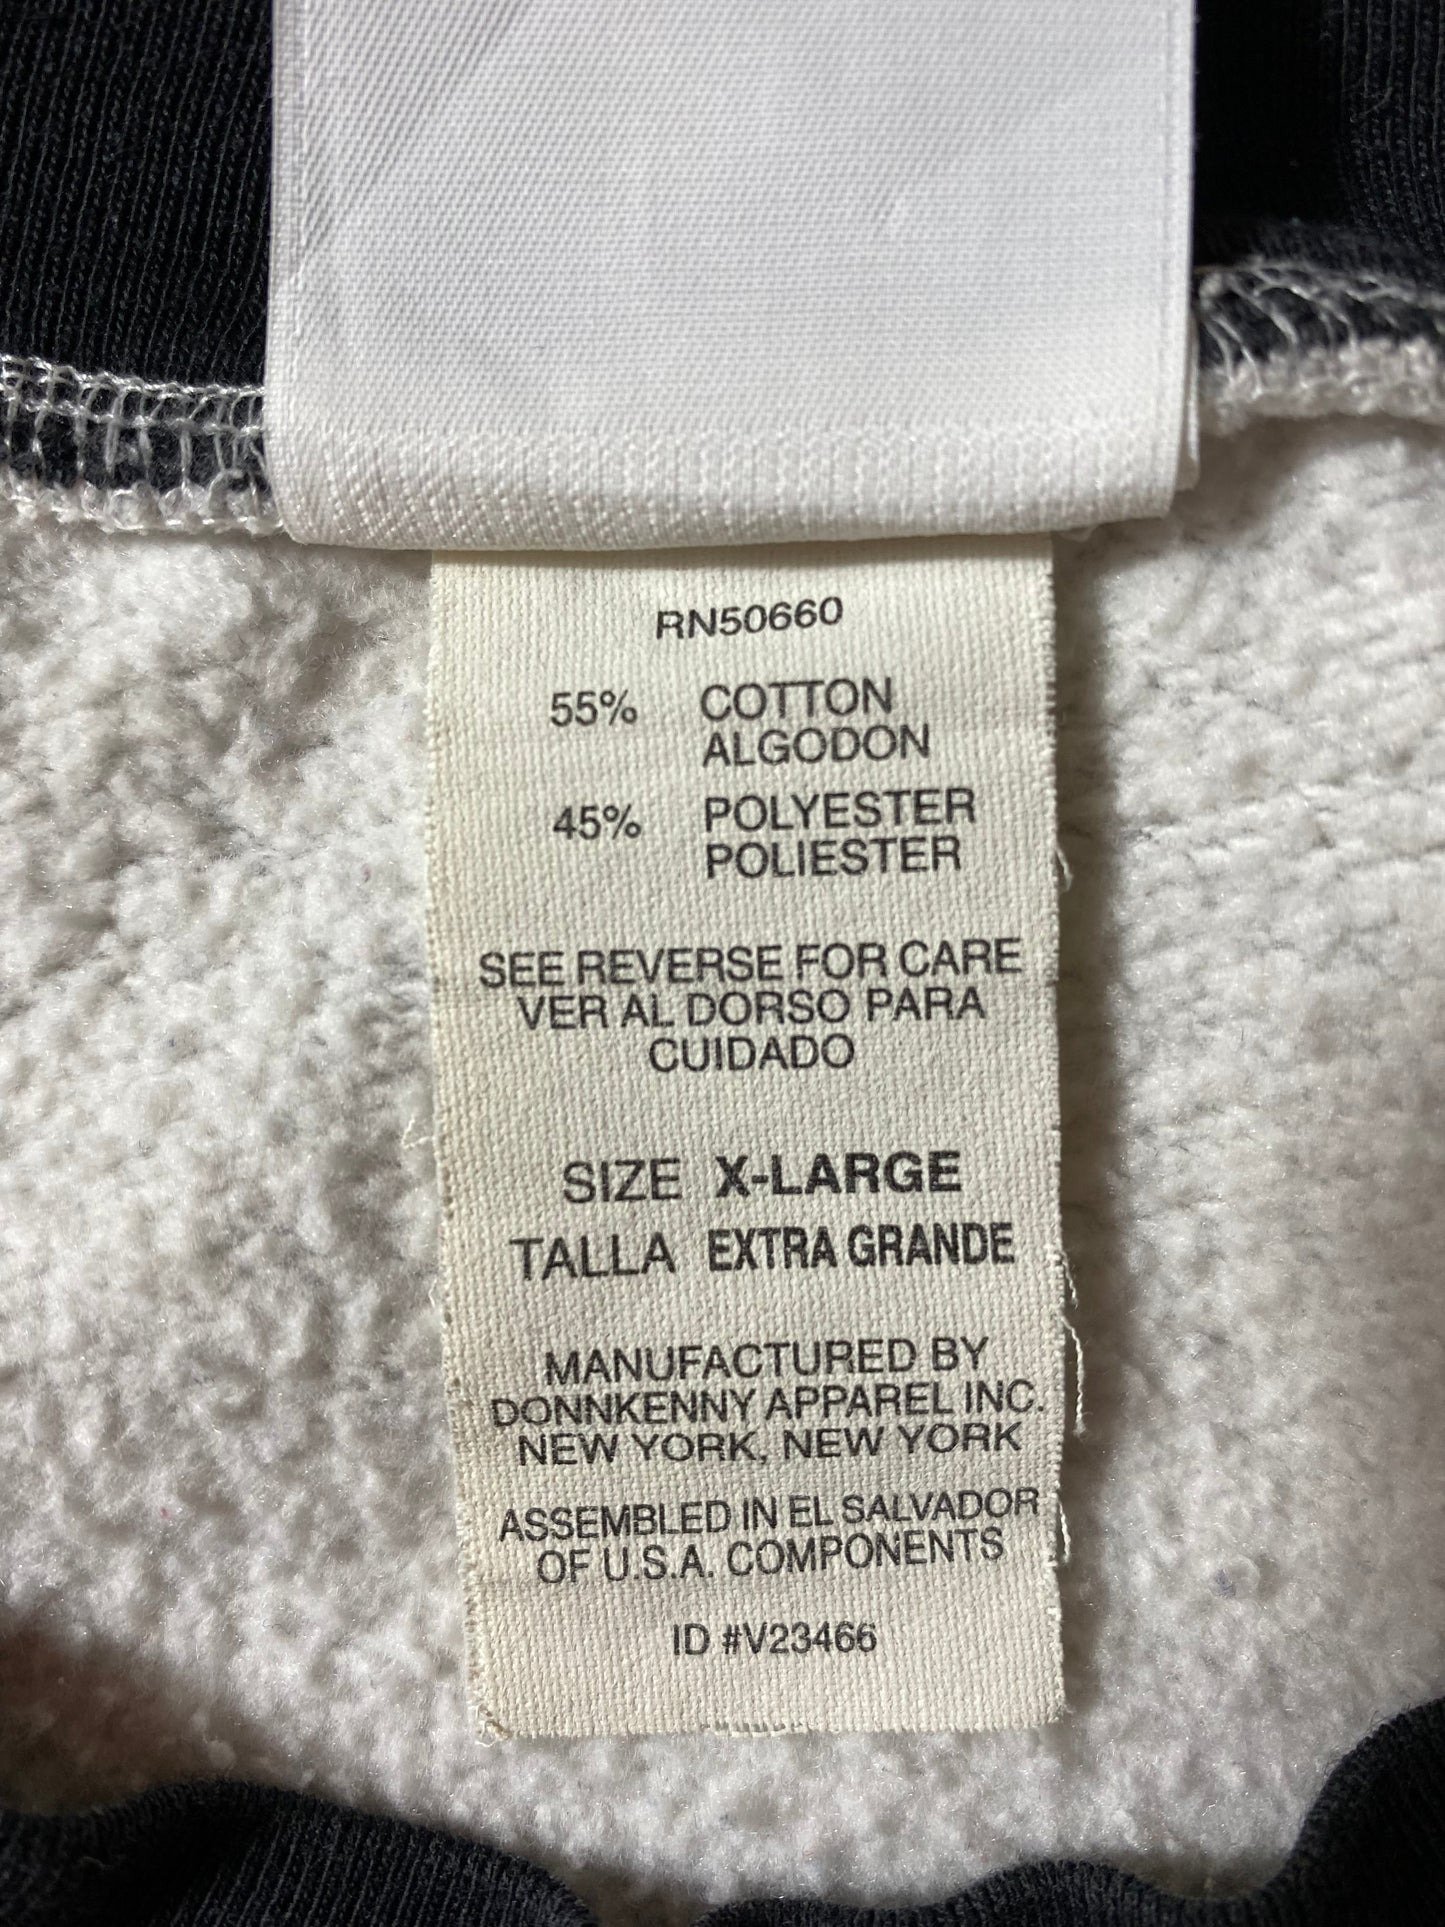 RN50660
55% COTTON
ALGODON
45% POLYESTER
POLIESTER
SEE REVERSE FOR CARE
VER AL DORSO PARA
CUIDADO
SIZE X-LARGE
TALLA EXTRA GRANDE
MANUFACTURED BY
DONNKENNY APPAREL INC.
NEW YORK, NEW YORK
ASSEMBLED IN EL SALVADOR
OF U.S.A. COMPONENTS
ID #V23466